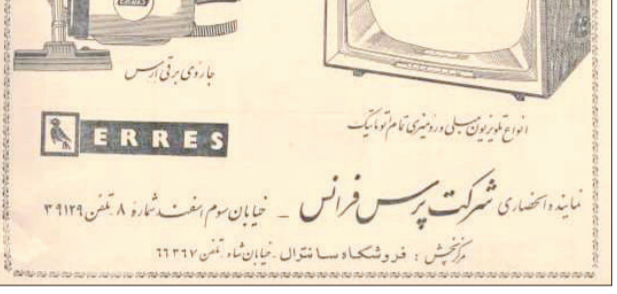 جاروی برقی ارس
انواع تلویزیون مبلی و رومیزی تمام توماتیک
ERRES
نماینده انحصاری شرکت پرس فرانس _ خیابان سوم اسفند شماره ۸ تلفن ۳۹۱۲۹
مرکز پخش : فروشگاه سانترال . خیابان شاه . تلفن ۶۶۳۶۷